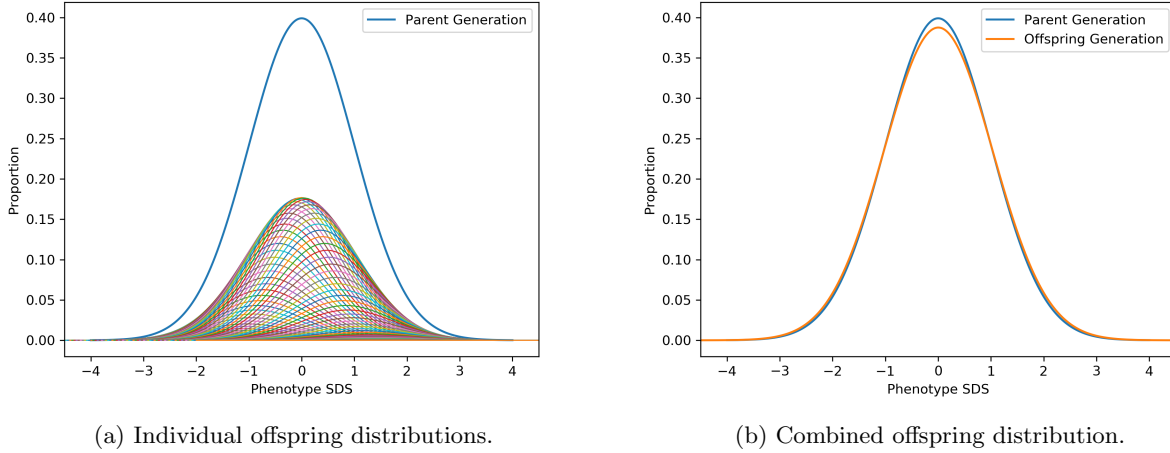 Parent Generation
0.40
0.35
0.30
0.25
0.20
0.15
0.10
0.05
0.00
Proportion
−4 −3 −2 −1 0 1 2 3 4
Phenotype SDS
(a) Individual offspring distributions.
Parent Generation
Offspring Generation
0.40
0.35
0.30
0.25
0.20
0.15
0.10
0.05
0.00
Proportion
−4 −3 −2 −1 0 1 2 3 4
Phenotype SDS
(b) Combined offspring distribution.